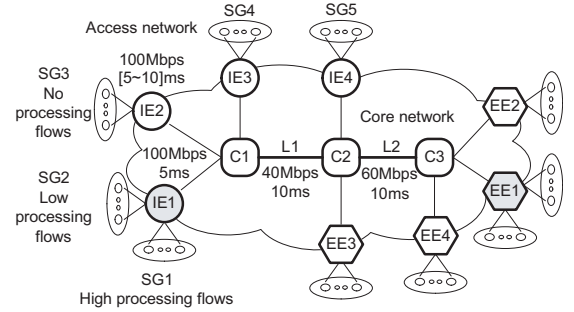 SG4
SG5
Access network
100Mbps
[5~10]ms
SG3
No
processing
flows
IE3
IE4
IE2
EE2
Core network
100Mbps
5ms
C1
L1
C2
L2
C3
40Mbps
10ms
60Mbps
10ms
SG2
Low
processing
flows
IE1
EE1
EE3
EE4
SG1
High processing flows